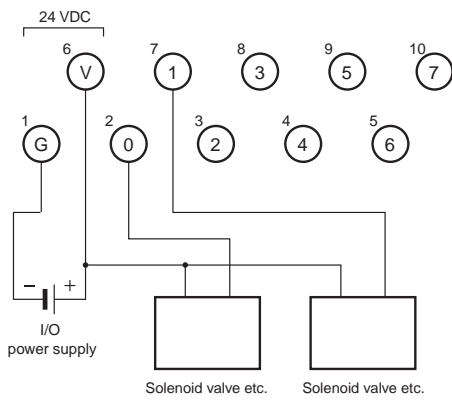 24 VDC
6 7 8 9 10
V 1 3 5 7
1 2 3 4 5
G 0 2 4 6
− +
I/O
power supply
Solenoid valve etc. Solenoid valve etc.